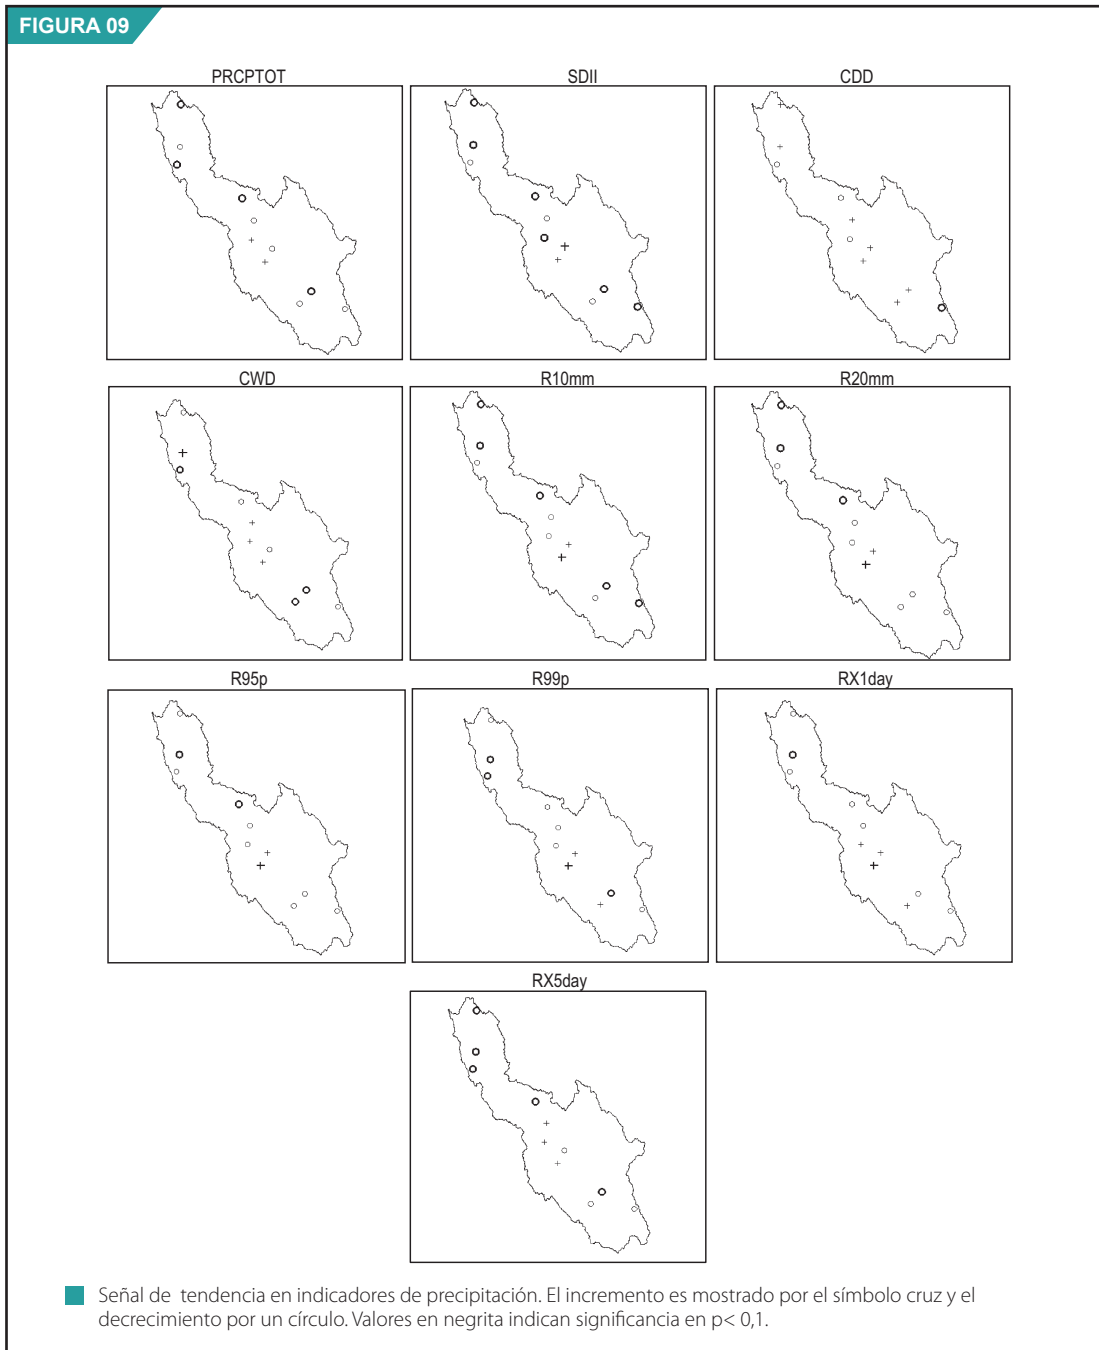 FIGURA 09
PRCPTOT
SDII
CDD
CWD
R10mm
R20mm
R95p
R99p
RX1day
RX5day
Señal de tendencia en indicadores de precipitación. El incremento es mostrado por el símbolo cruz y el
decrecimiento por un círculo. Valores en negrita indican significancia en p< 0,1.